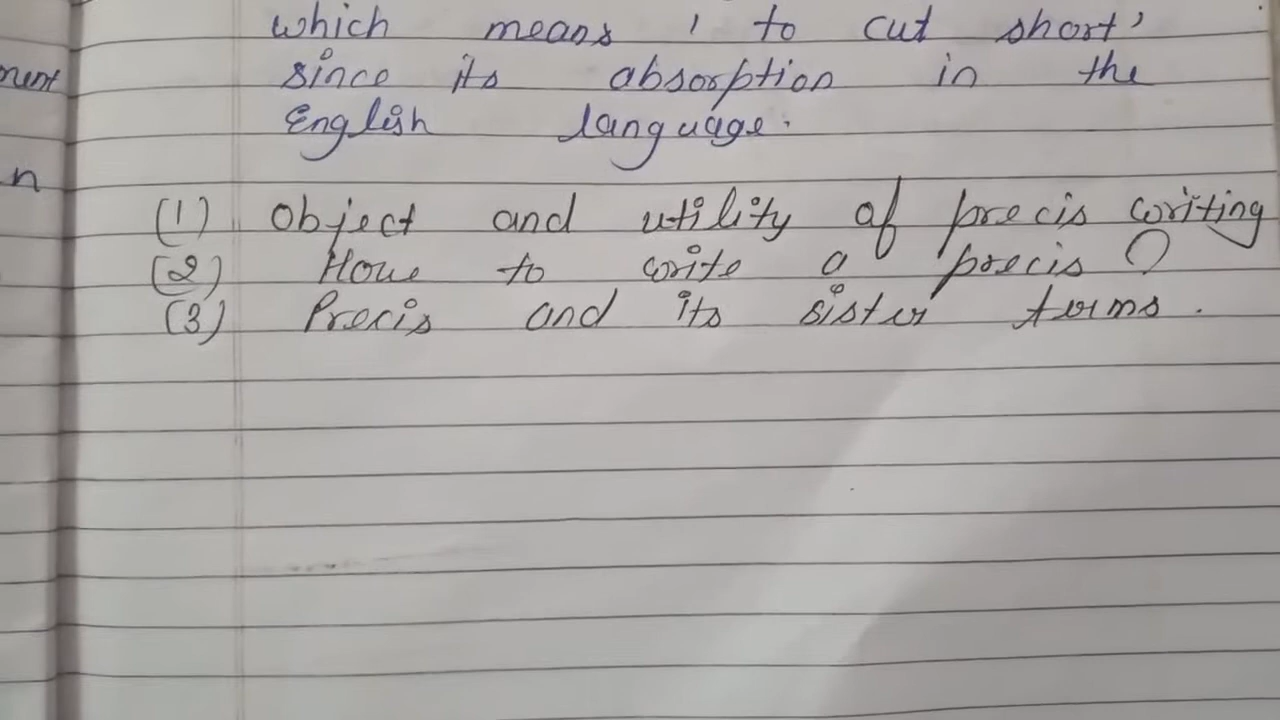 which means ' to cut short'
since its absorption in the
English language.
n
(1) Object and utility of precis writing
(2) How to write a precis ?
(3) Precis and its sister terms.